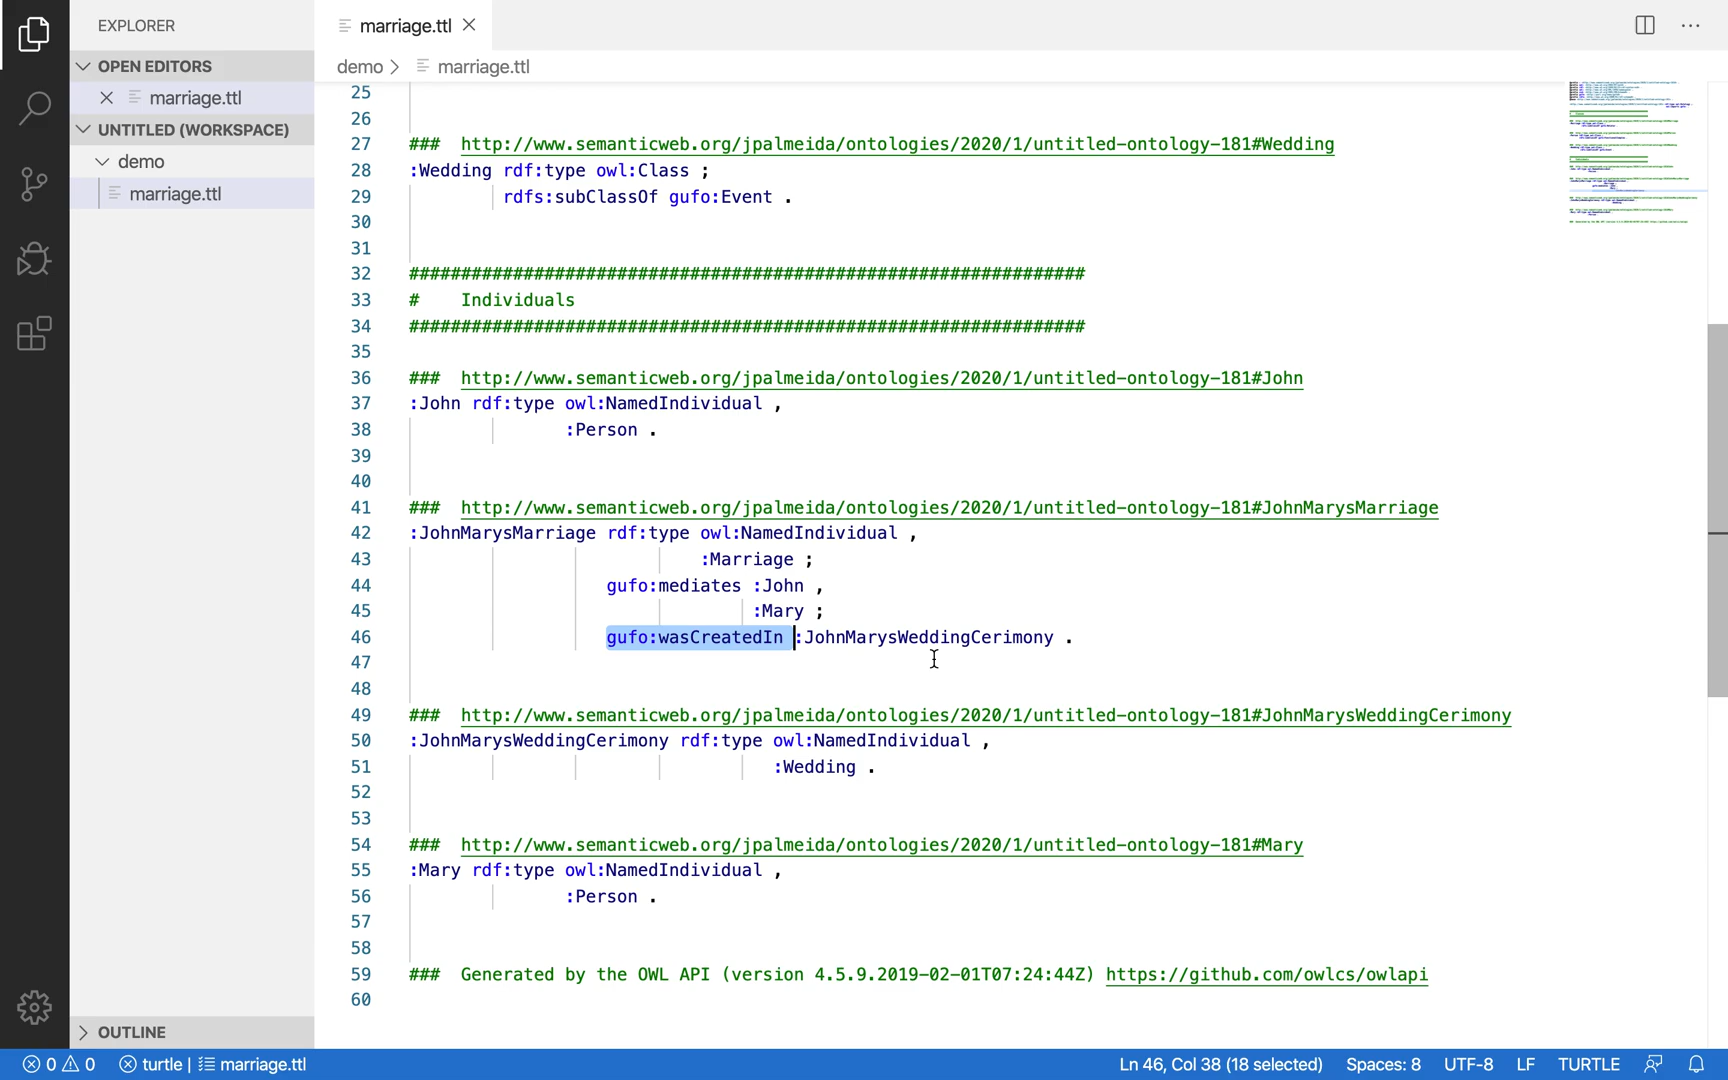 EXPLORER
marriage.ttl
OPEN EDITORS
demo > marriage.ttl
marriage.ttl
UNTITLED (WORKSPACE)
demo
marriage.ttl
25
26
27 ### http://www.semanticweb.org/jpalmeida/ontologies/2020/1/untitled-ontology-181#Wedding
28 :Wedding rdf:type owl:Class ;
29 rdfs:subClassOf gufo:Event .
30
31
32 #################################################################
33 # Individuals
34 #################################################################
35
36 ### http://www.semanticweb.org/jpalmeida/ontologies/2020/1/untitled-ontology-181#John
37 :John rdf:type owl:NamedIndividual ,
38 :Person .
39
40
41 ### http://www.semanticweb.org/jpalmeida/ontologies/2020/1/untitled-ontology-181#JohnMarysMarriage
42 :JohnMarysMarriage rdf:type owl:NamedIndividual ,
43 :Marriage ;
44 gufo:mediates :John ,
45 :Mary ;
46 gufo:wasCreatedIn :JohnMarysWeddingCerimony .
47
48
49 ### http://www.semanticweb.org/jpalmeida/ontologies/2020/1/untitled-ontology-181#JohnMarysWeddingCerimony
50 :JohnMarysWeddingCerimony rdf:type owl:NamedIndividual ,
51 :Wedding .
52
53
54 ### http://www.semanticweb.org/jpalmeida/ontologies/2020/1/untitled-ontology-181#Mary
55 :Mary rdf:type owl:NamedIndividual ,
56 :Person .
57
58
59 ### Generated by the OWL API (version 4.5.9.2019-02-01T07:24:44Z) https://github.com/owlcs/owlapi
60
OUTLINE
0 0 turtle | marriage.ttl Ln 46, Col 38 (18 selected) Spaces: 8 UTF-8 LF TURTLE